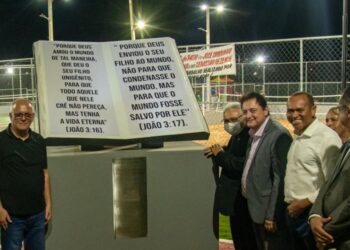 "PORQUE DEUS
AMOU O MUNDO
DE TAL MANEIRA,
QUE DEU O
SEU FILHO
UNIGÊNITO,
PARA QUE
TODO AQUELE
QUE NELE
CRÊ NÃO PEREÇA,
MAS TENHA
A VIDA ETERNA"
(JOÃO 3:16).
"PORQUE DEUS
ENVIOU O SEU
FILHO AO MUNDO,
NÃO PARA QUE
CONDENASSE O
MUNDO, MAS
PARA QUE O
MUNDO FOSSE
SALVO POR ELE"
(JOÃO 3:17).